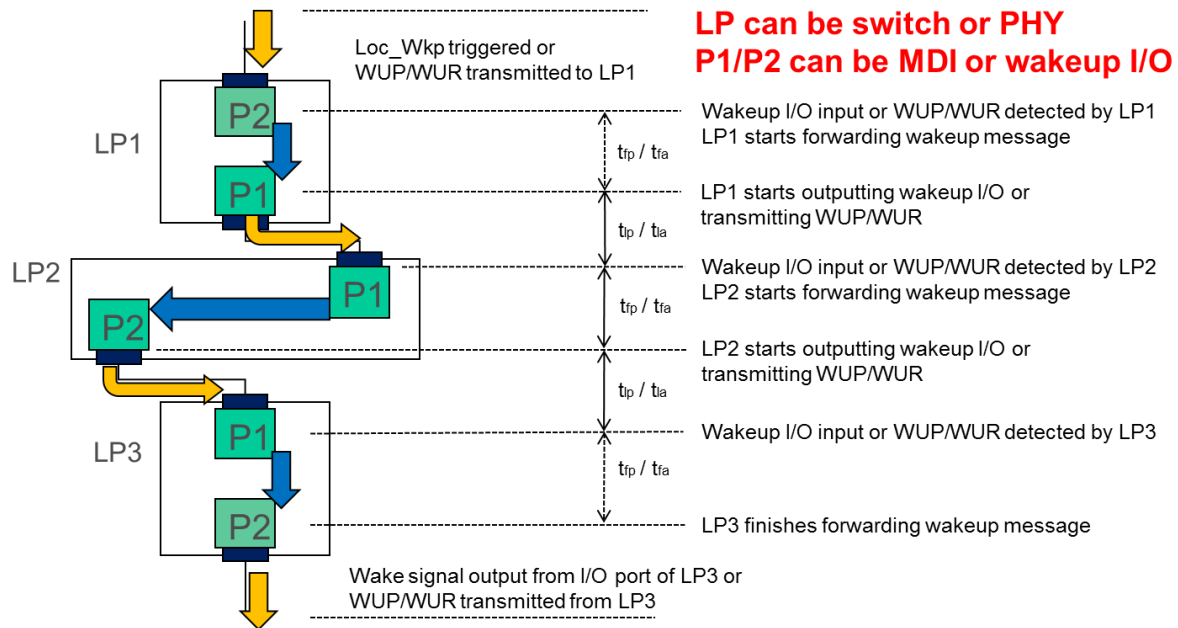 LP can be switch or PHY
P1/P2 can be MDI or wakeup I/O
Loc_Wkp triggered or
WUP/WUR transmitted to LP1
LP1
P2
P1
tfp / tfa
Wakeup I/O input or WUP/WUR detected by LP1
LP1 starts forwarding wakeup message
LP1 starts outputting wakeup I/O or
transmitting WUP/WUR
tlp / tla
LP2
P1
P2
Wakeup I/O input or WUP/WUR detected by LP2
LP2 starts forwarding wakeup message
tfp / tfa
LP2 starts outputting wakeup I/O or
transmitting WUP/WUR
tlp / tla
LP3
P1
P2
Wakeup I/O input or WUP/WUR detected by LP3
tfp / tfa
LP3 finishes forwarding wakeup message
Wake signal output from I/O port of LP3 or
WUP/WUR transmitted from LP3